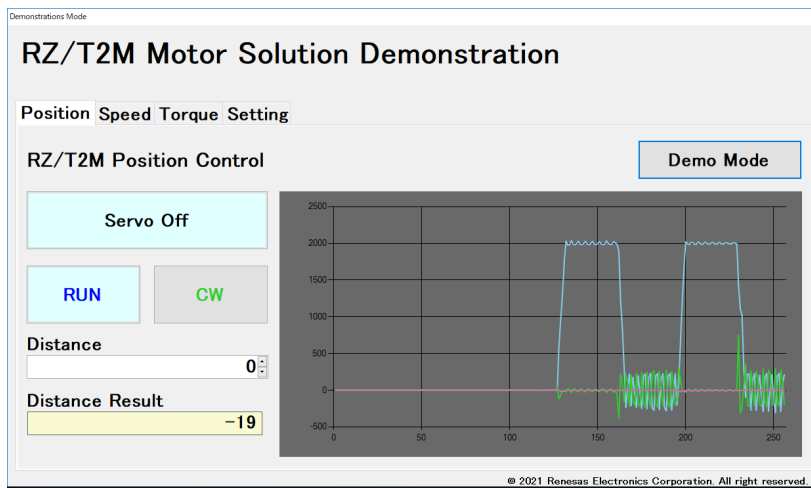 Demonstrations Mode
RZ/T2M Motor Solution Demonstration
Position Speed Torque Setting
RZ/T2M Position Control
Demo Mode
Servo Off
RUN CW
Distance
0
Distance Result
-19
2500
2000
1500
1000
500
0
-500
0 50 100 150 200 250
© 2021 Renesas Electronics Corporation. All right reserved.